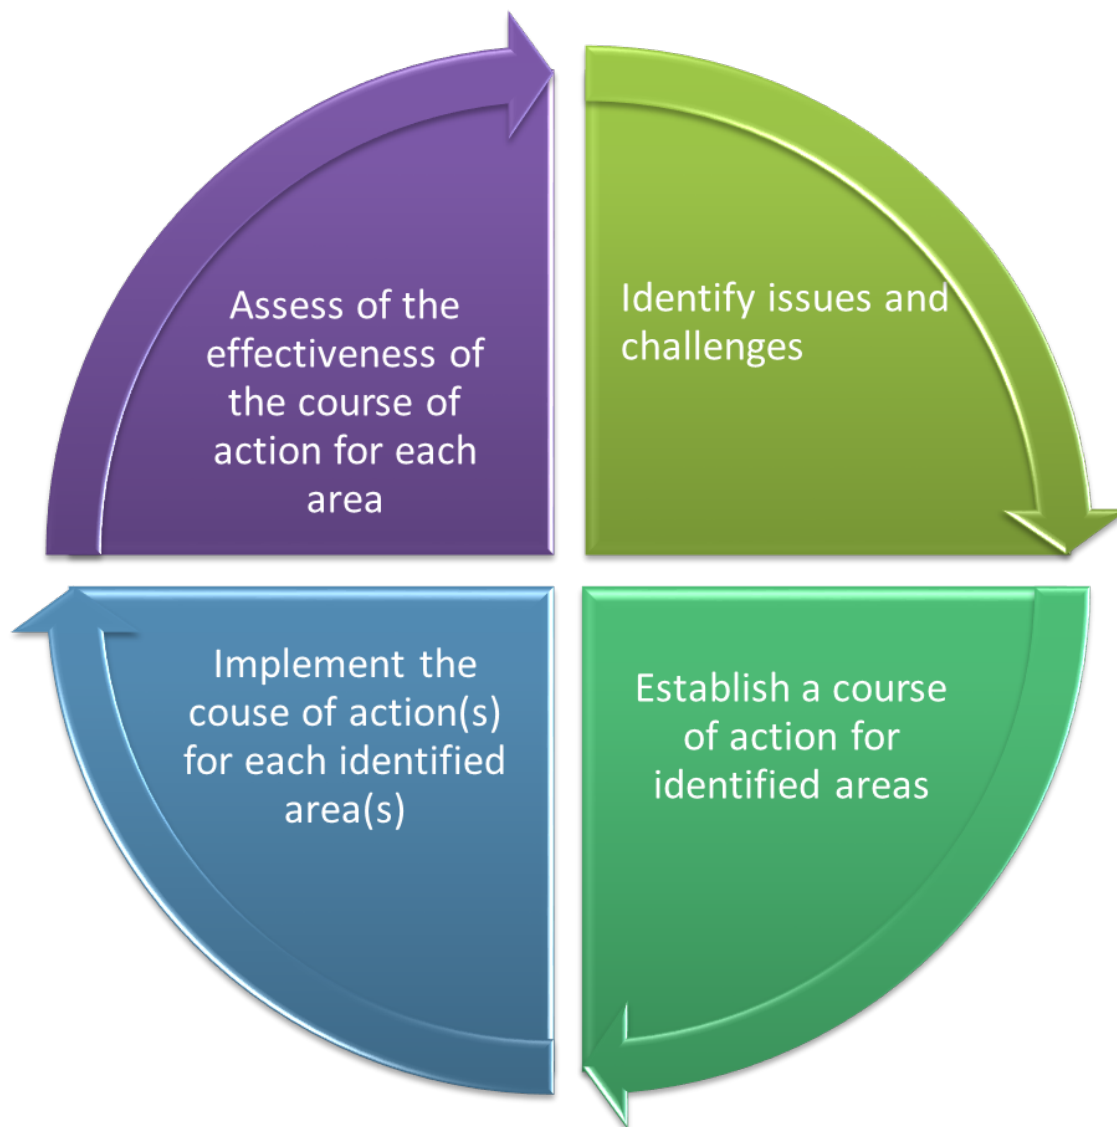 Assess of the
effectiveness of
the course of
action for each
area
Identify issues and
challenges
Implement the
couse of action(s)
for each identified
area(s)
Establish a course
of action for
identified areas